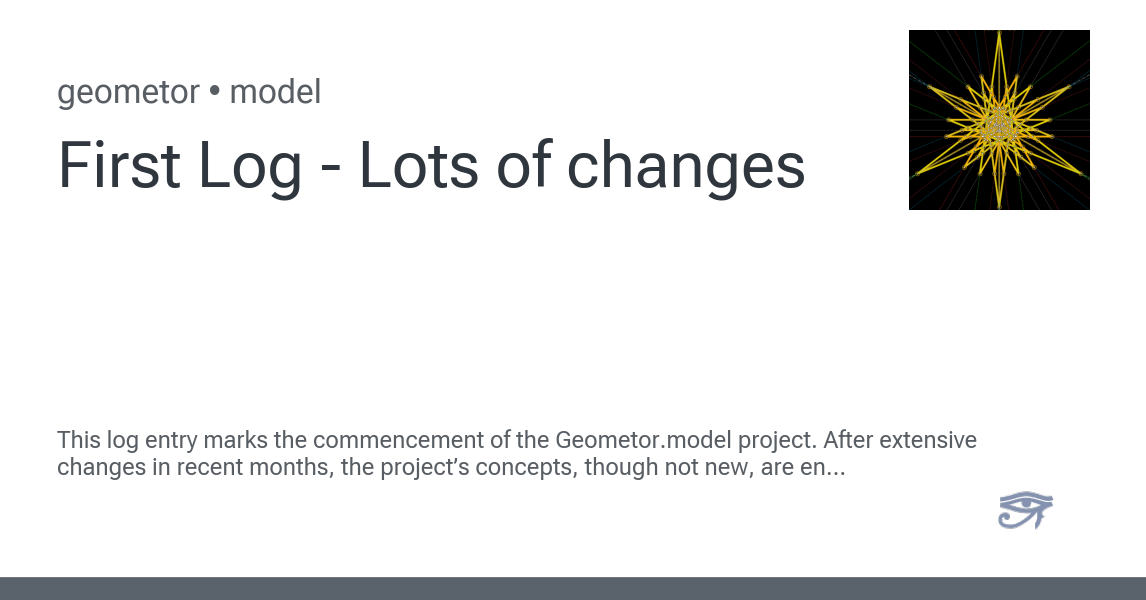 geometor • model
First Log - Lots of changes
This log entry marks the commencement of the Geometor.model project. After extensive
changes in recent months, the project’s concepts, though not new, are en...